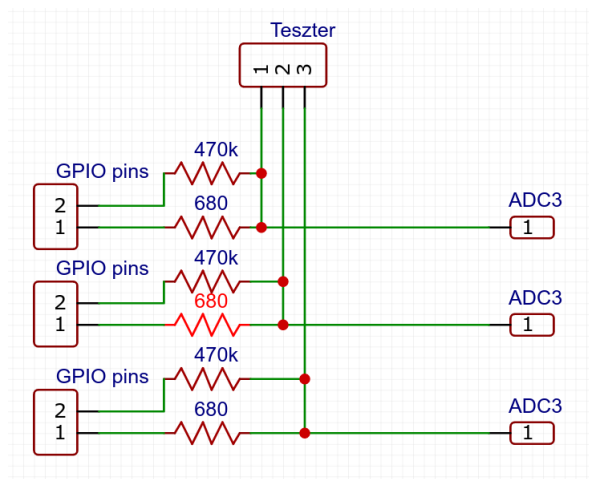 Teszter
1 2 3
470k
GPIO pins
680
ADC3
2
1
1
470k
GPIO pins
680
ADC3
2
1
1
470k
GPIO pins
680
ADC3
2
1
1